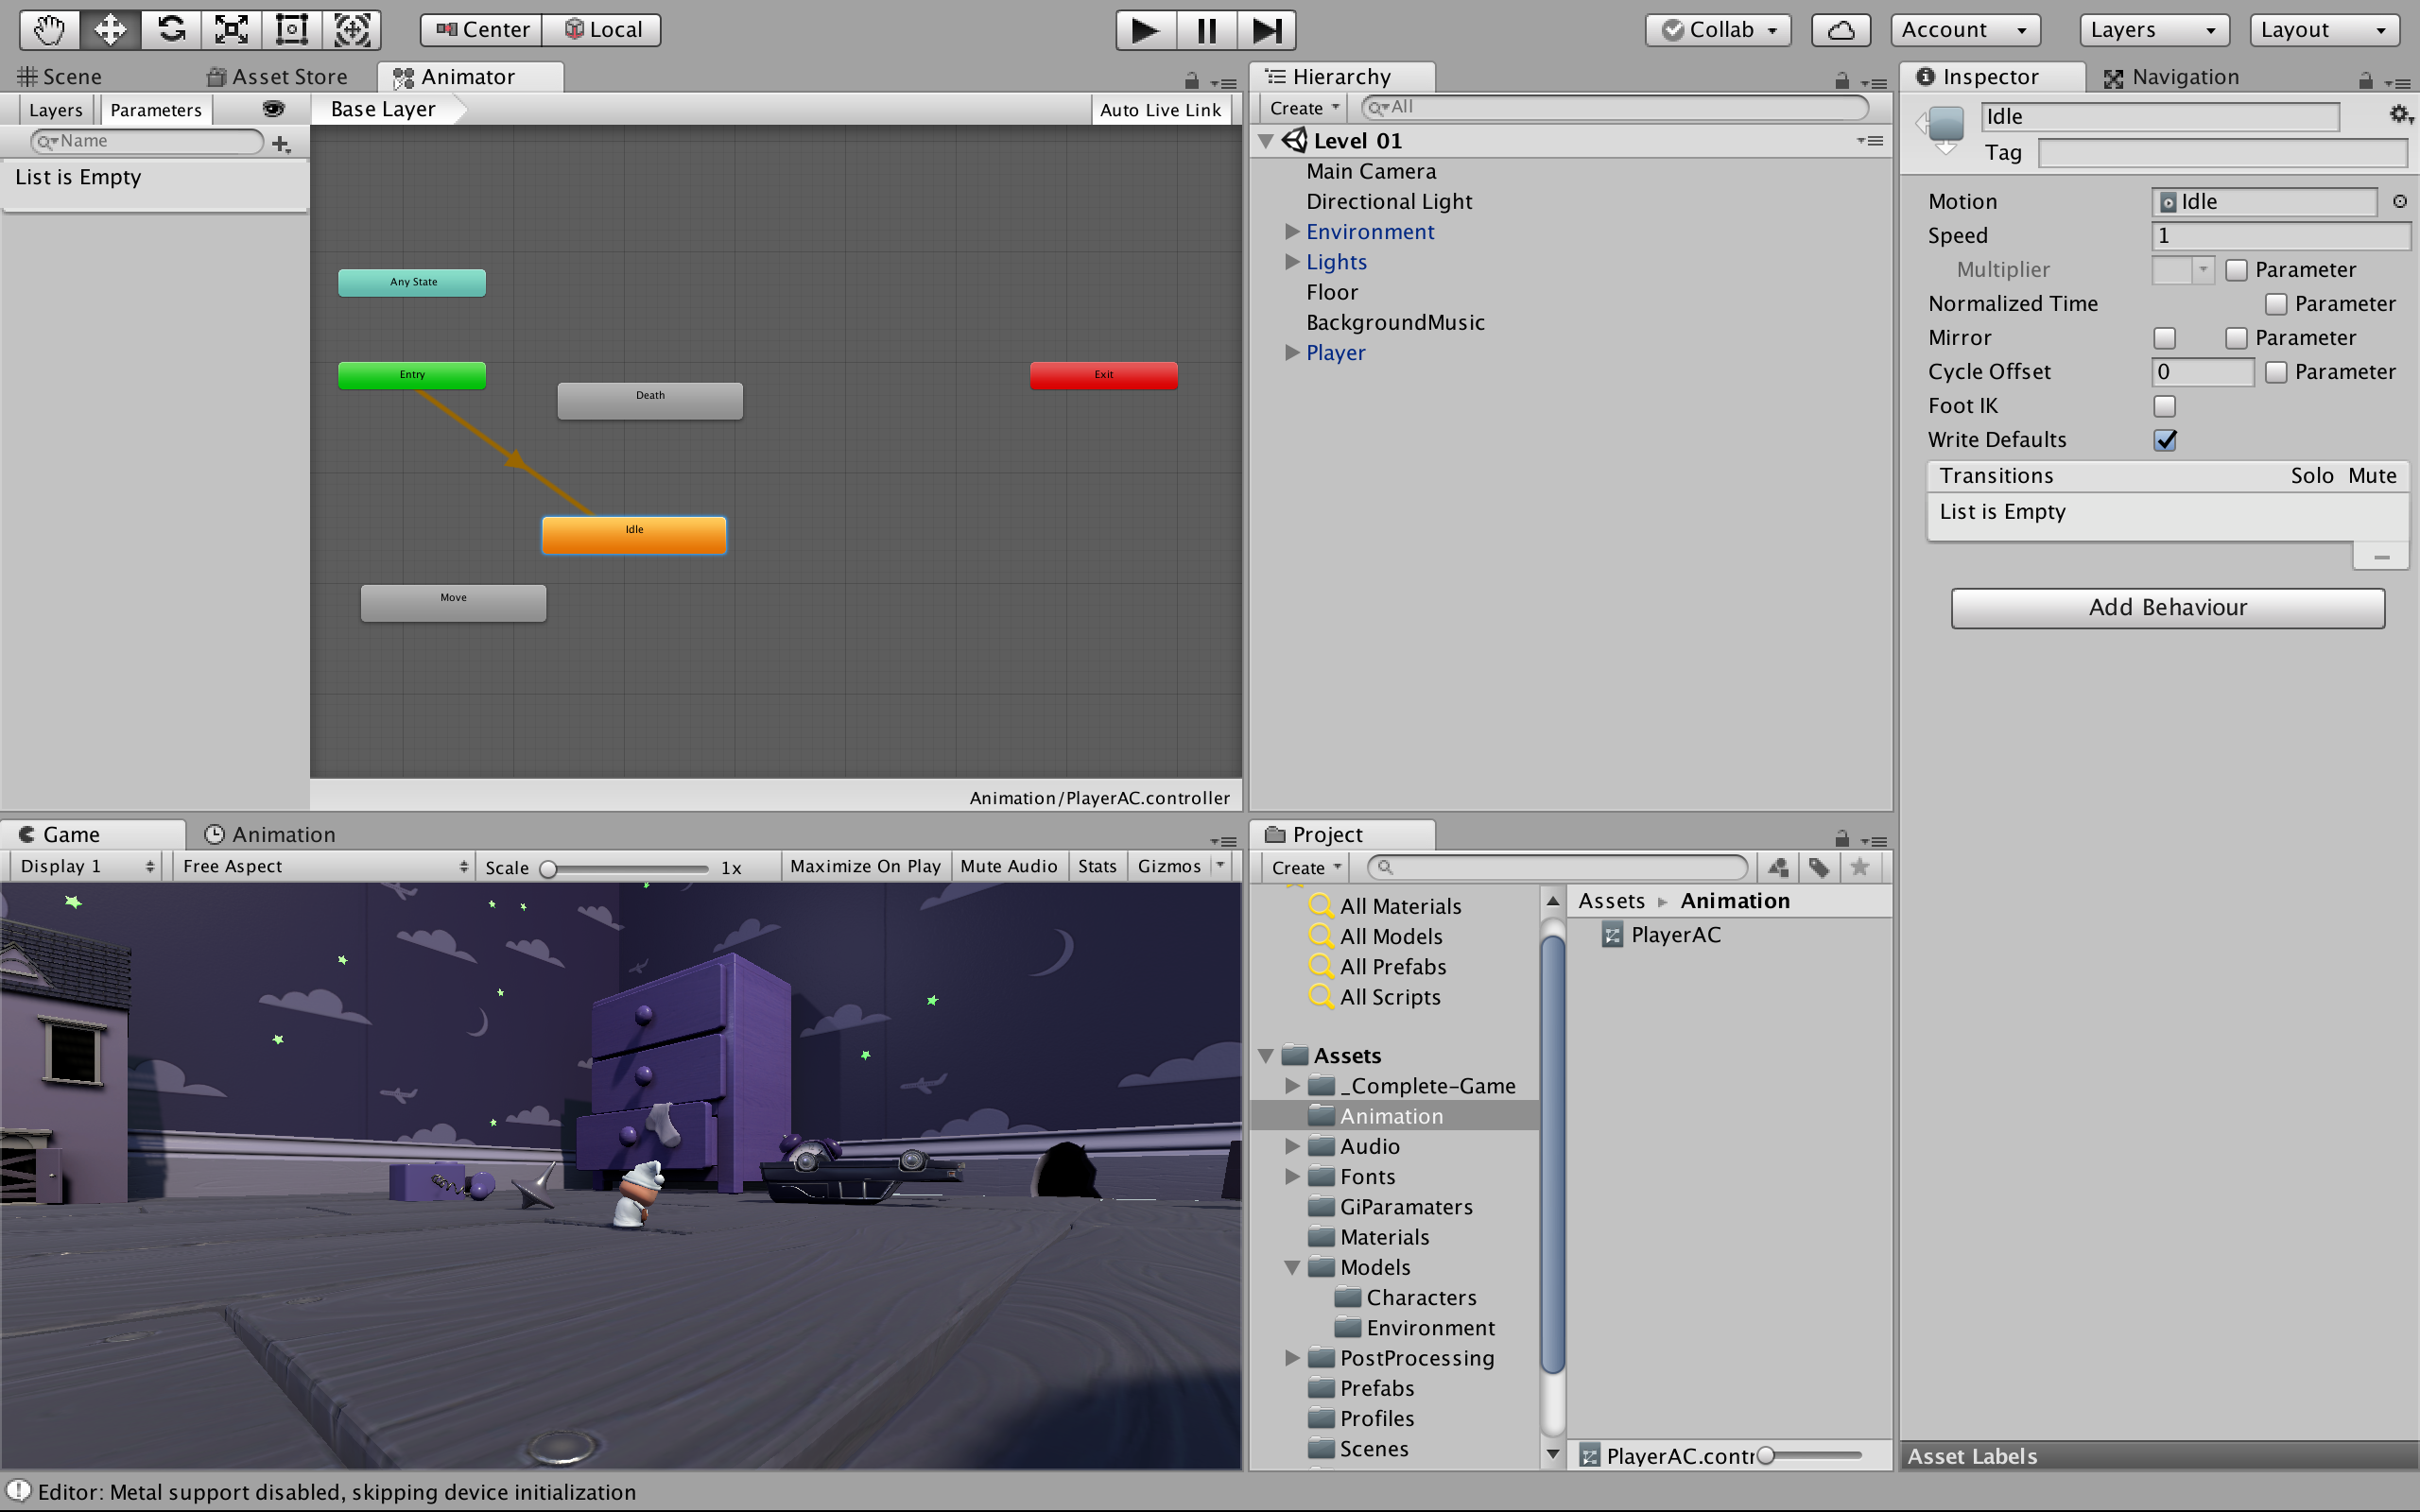 Center Local Collab Account Layers Layout
Scene Asset Store Animator
Layers Parameters Base Layer Auto Live Link
Name
List is Empty
Any State
Entry
Death
Exit
Idle
Move
Animation/PlayerAC.controller
Hierarchy
Create All
Level 01
Main Camera
Directional Light
Environment
Lights
Floor
BackgroundMusic
Player
Inspector Navigation
Idle
Tag
Motion Idle
Speed 1
Multiplier Parameter
Normalized Time Parameter
Mirror Parameter
Cycle Offset 0 Parameter
Foot IK
Write Defaults
Transitions Solo Mute
List is Empty
Add Behaviour
Game Animation
Display 1 Free Aspect Scale 1x Maximize On Play Mute Audio Stats Gizmos
Project
Create
All Materials
All Models
All Prefabs
All Scripts
Assets
_Complete-Game
Animation
Audio
Fonts
GiParamaters
Materials
Models
Characters
Environment
PostProcessing
Prefabs
Profiles
Scenes
Assets Animation
PlayerAC
PlayerAC.contr
Asset Labels
Editor: Metal support disabled, skipping device initialization